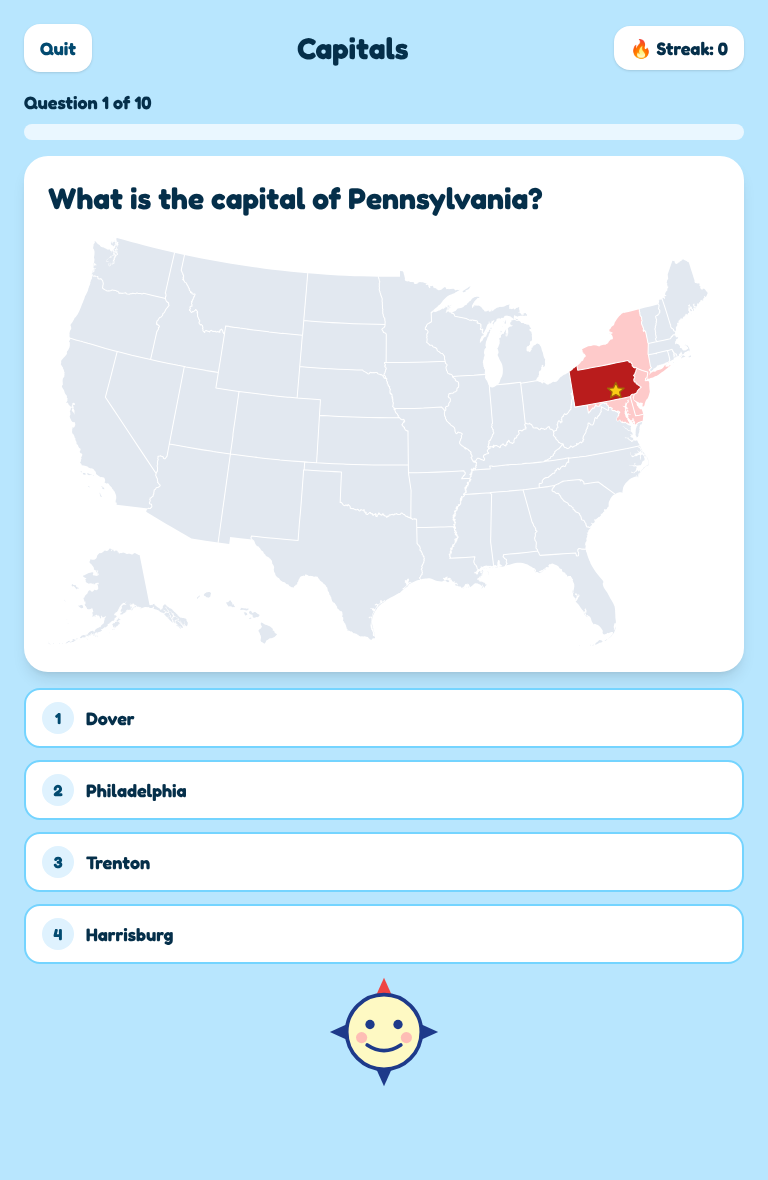 Quit
Capitals
🔥 Streak: 0
Question 1 of 10
What is the capital of Pennsylvania?
1 Dover
2 Philadelphia
3 Trenton
4 Harrisburg